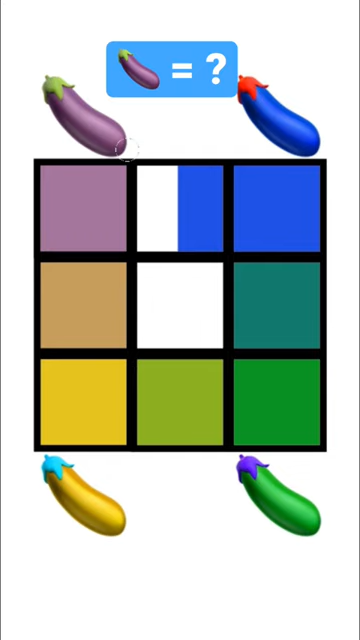 🍆 = ?